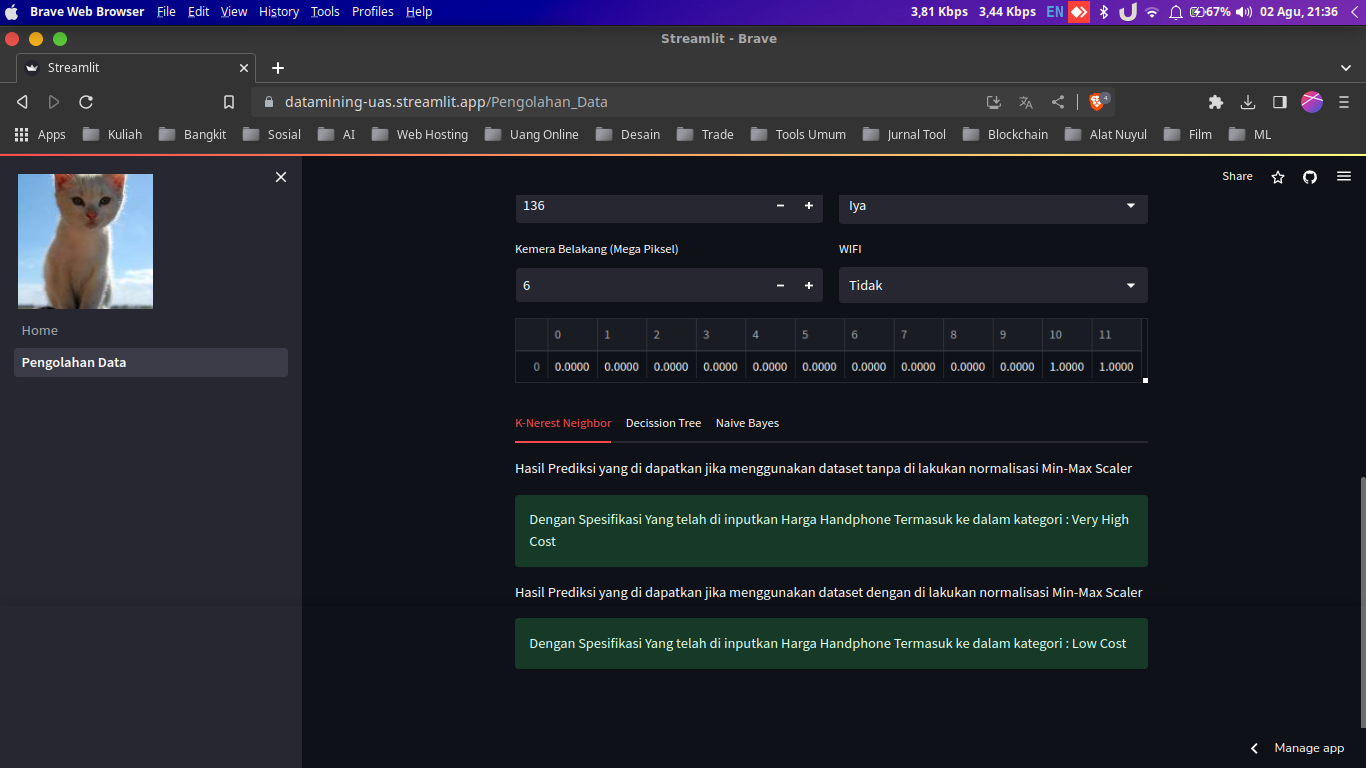 Brave Web Browser File Edit View History Tools Profiles Help 3,81 Kbps 3,44 Kbps EN 67% 02 Agu, 21:36
Streamlit - Brave
Streamlit
datamining-uas.streamlit.app/Pengolahan_Data 4
Apps Kuliah Bangkit Sosial AI Web Hosting Uang Online Desain Trade Tools Umum Jurnal Tool Blockchain Alat Nuyul Film ML
Share
Home
Pengolahan Data
136 Iya
Kemera Belakang (Mega Piksel) WIFI
6 Tidak
0 1 2 3 4 5 6 7 8 9 10 11
0 0.0000 0.0000 0.0000 0.0000 0.0000 0.0000 0.0000 0.0000 0.0000 0.0000 1.0000 1.0000
K-Nerest Neighbor Decission Tree Naive Bayes
Hasil Prediksi yang di dapatkan jika menggunakan dataset tanpa di lakukan normalisasi Min-Max Scaler
Dengan Spesifikasi Yang telah di inputkan Harga Handphone Termasuk ke dalam kategori : Very High
Cost
Hasil Prediksi yang di dapatkan jika menggunakan dataset dengan di lakukan normalisasi Min-Max Scaler
Dengan Spesifikasi Yang telah di inputkan Harga Handphone Termasuk ke dalam kategori : Low Cost
Manage app